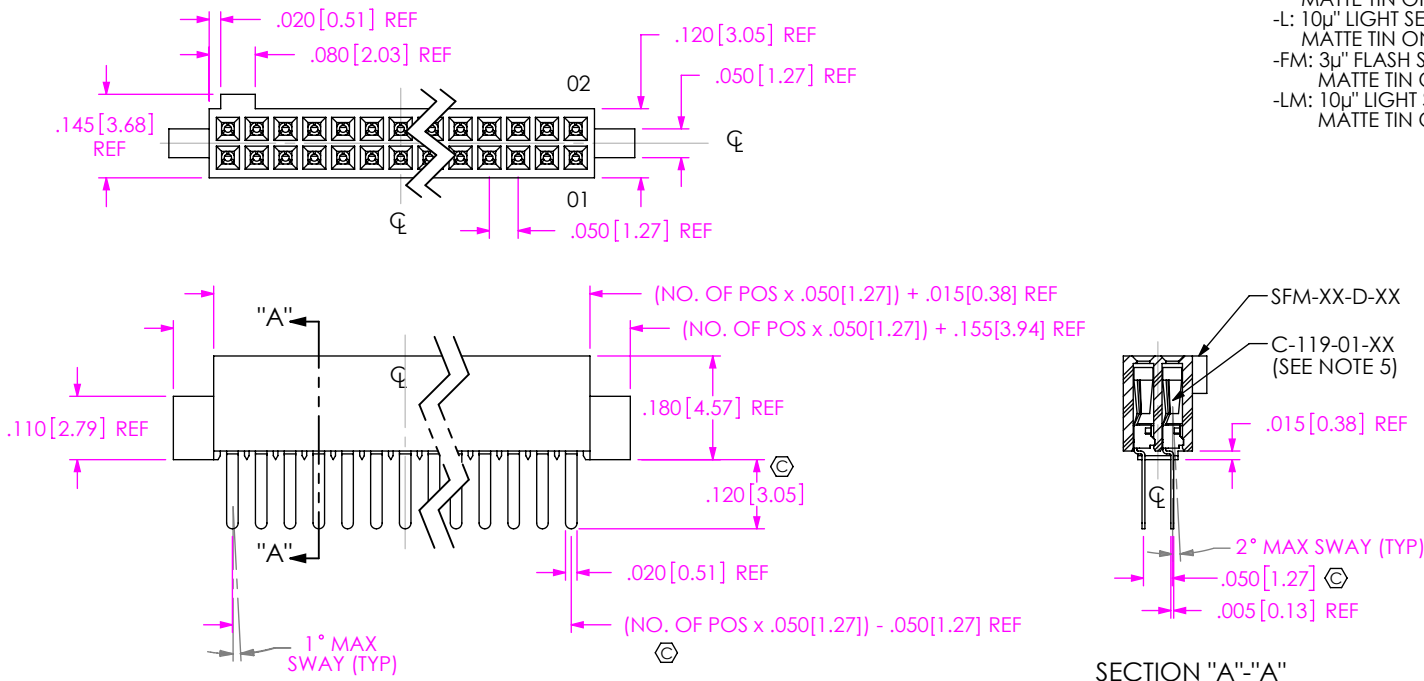 MATTE TIN O
-L: 10µ" LIGHT SE
MATTE TIN ON
-FM: 3µ" FLASH S
MATTE TIN O
-LM: 10µ" LIGHT S
MATTE TIN O
.020[0.51] REF
.080[2.03] REF
.120[3.05] REF
.050[1.27] REF
02
.145[3.68]
REF
℄
01
℄
.050[1.27] REF
(NO. OF POS x .050[1.27]) + .015[0.38] REF
(NO. OF POS x .050[1.27]) + .155[3.94] REF
"A"
℄
.110[2.79] REF
.180[4.57] REF
C
.120[3.05]
"A"
.020[0.51] REF
(NO. OF POS x .050[1.27]) - .050[1.27] REF
C
1° MAX
SWAY (TYP)
SFM-XX-D-XX
C-119-01-XX
(SEE NOTE 5)
.015[0.38] REF
℄
2° MAX SWAY (TYP)
.050[1.27] C
.005[0.13] REF
SECTION "A"-"A"